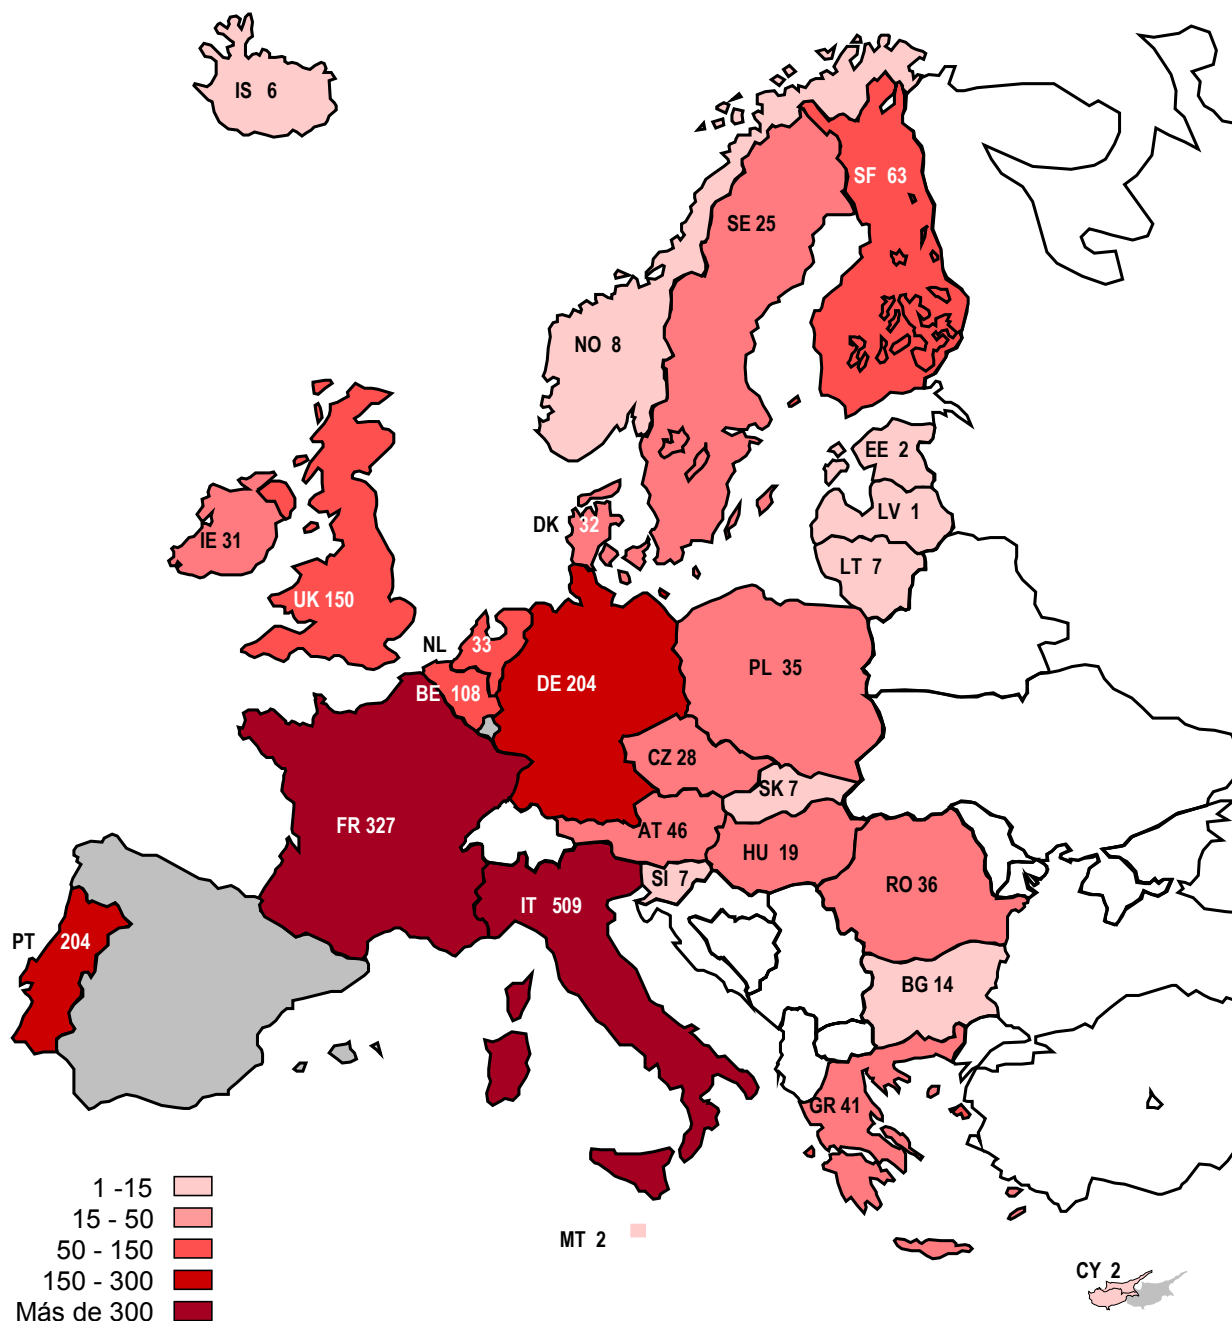 IS 6
SF 63
SE 25
NO 8
EE 2
LV 1
DK 32
IE 31
LT 7
UK 150
NL 33
PL 35
DE 204
BE 108
CZ 28
SK 7
FR 327
AT 46
HU 19
SI 7
RO 36
IT 509
PT 204
BG 14
GR 41
1 -15
15 - 50
MT 2
50 - 150
CY 2
150 - 300
Más de 300